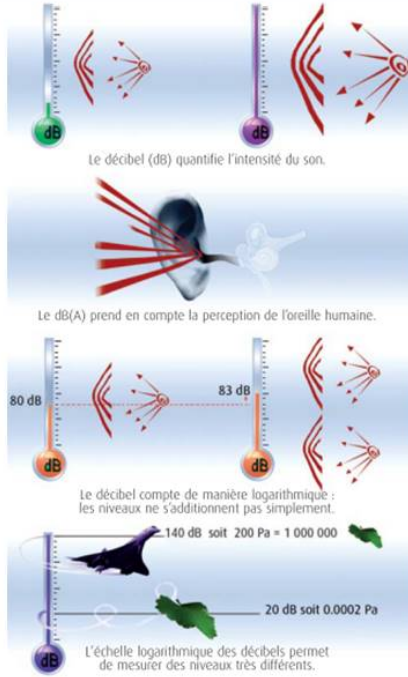 dB
dB
Le décibel (dB) quantifie l'intensité du son.
Le dB(A) prend en compte la perception de l'oreille humaine.
80 dB
83 dB
dB
dB
Le décibel compte de manière logarithmique :
les niveaux ne s'additionnent pas simplement.
140 dB soit 200 Pa = 1 000 000
20 dB soit 0.0002 Pa
dB
L'échelle logarithmique des décibels permet
de mesurer des niveaux très différents.